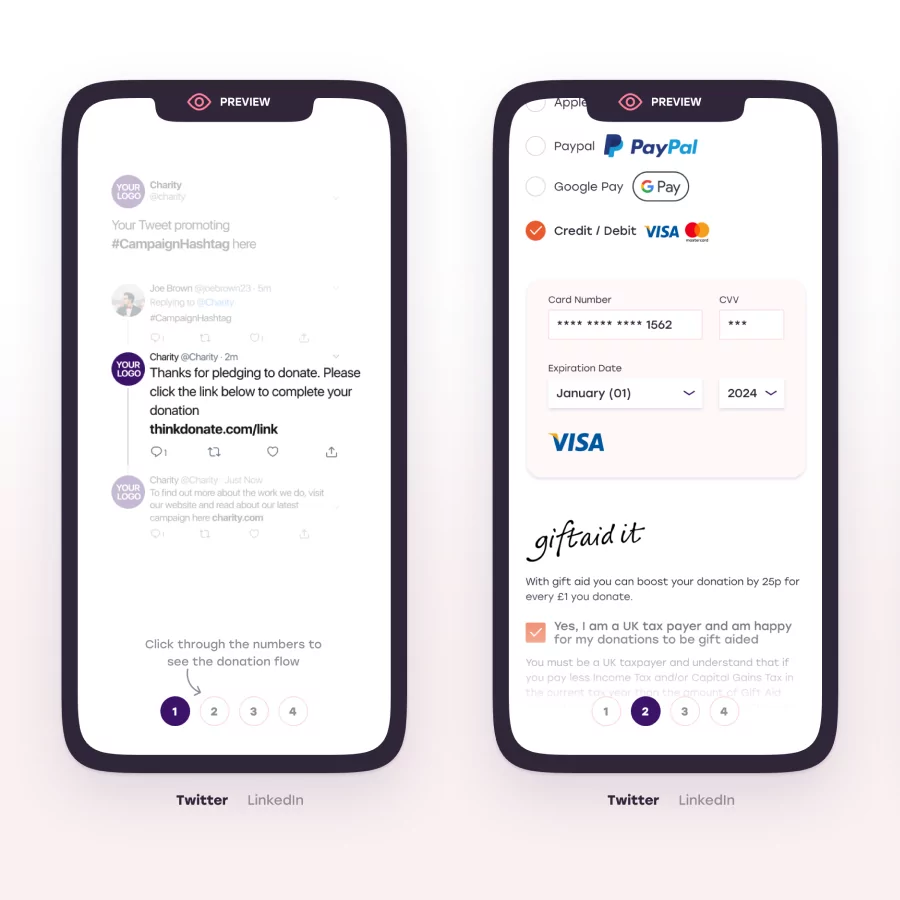 PREVIEW
YOUR
LOGO
Charity
@charity
Your Tweet promoting
#CampaignHashtag here
Joe Brown @joebrown23 · 5m
Replying to @Charity
#CampaignHashtag
1
1
YOUR
LOGO
Charity @Charity · 2m
Thanks for pledging to donate. Please
click the link below to complete your
donation
thinkdonate.com/link
1
YOUR
LOGO
Charity @Charity · Just Now
To find out more about the work we do, visit
our website and read about our latest
campaign here charity.com
1
Click through the numbers to
see the donation flow
1 2 3 4
Twitter LinkedIn
PREVIEW
Apple
Paypal PayPal
Google Pay G Pay
Credit / Debit VISA mastercard
Card Number CVV
**** **** **** 1562 ***
Expiration Date
January (01) 2024
VISA
giftaid it
With gift aid you can boost your donation by 25p for
every £1 you donate.
Yes, I am a UK tax payer and am happy
for my donations to be gift aided
You must be a UK taxpayer and understand that if
you pay less Income Tax and/or Capital Gains Tax in
the current tax year than the amount of Gift Aid
1 2 3 4
Twitter LinkedIn